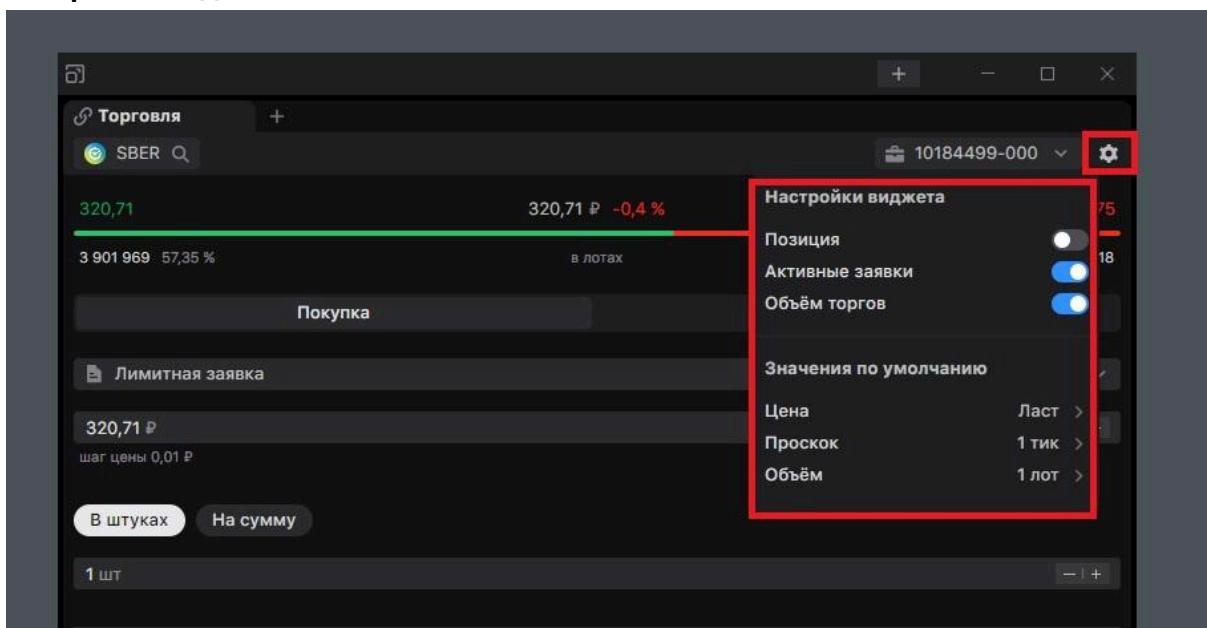 Торговля
SBER
10184499-000
320,71
320,71 ₽ -0,4 %
75
3 901 969 57,35 %
в лотах
18
Покупка
Лимитная заявка
320,71 ₽
шаг цены 0,01 ₽
В штуках На сумму
1 шт
Настройки виджета
Позиция
Активные заявки
Объём торгов
Значения по умолчанию
Цена Ласт
Проскок 1 тик
Объём 1 лот